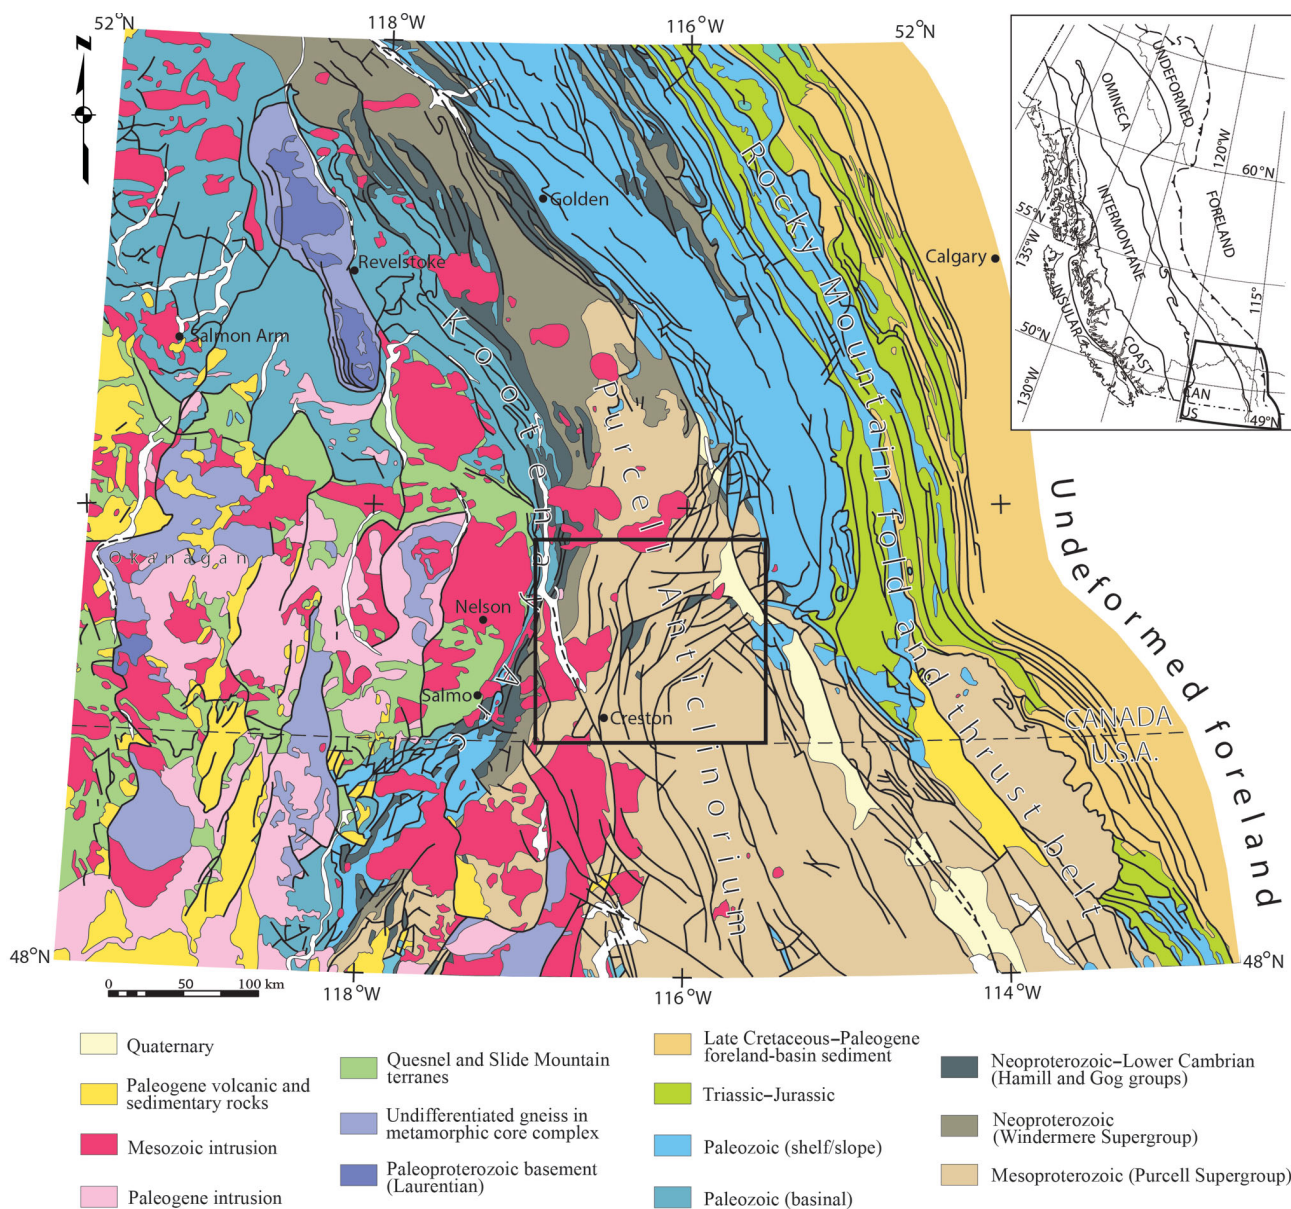 52°N
118°W
116°W
52°N
N
Golden
Revelstoke
Calgary
Salmon Arm
Kootenay Arc
Purcell Anticlinorium
Rocky Mountain fold and thrust belt
Undeformed foreland
Okanagan
Nelson
Salmo
Creston
CANADA
U.S.A.
48°N
48°N
118°W
116°W
114°W
0 50 100 km
UNDEFORMED
OMINECA
120°W
60°N
INTERMONTANE
FORELAND
55°N
135°W
INSULAR
COAST
115°
50°N
130°W
CAN
US
49°N
Quaternary
Paleogene volcanic and
sedimentary rocks
Mesozoic intrusion
Paleogene intrusion
Quesnel and Slide Mountain
terranes
Undifferentiated gneiss in
metamorphic core complex
Paleoproterozoic basement
(Laurentian)
Late Cretaceous–Paleogene
foreland-basin sediment
Triassic–Jurassic
Paleozoic (shelf/slope)
Paleozoic (basinal)
Neoproterozoic–Lower Cambrian
(Hamill and Gog groups)
Neoproterozoic
(Windermere Supergroup)
Mesoproterozoic (Purcell Supergroup)